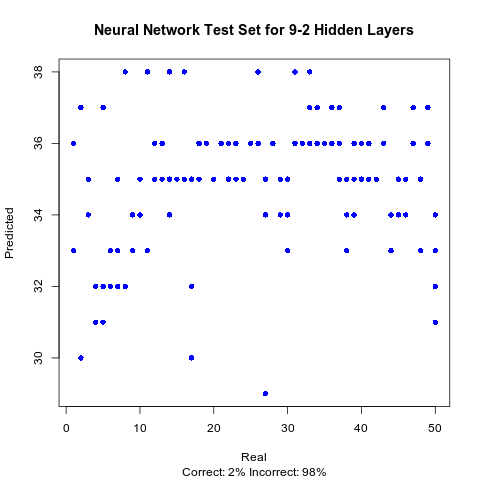 Neural Network Test Set for 9-2 Hidden Layers
38
36
34
32
30
Predicted
0 10 20 30 40 50
Real
Correct: 2% Incorrect: 98%